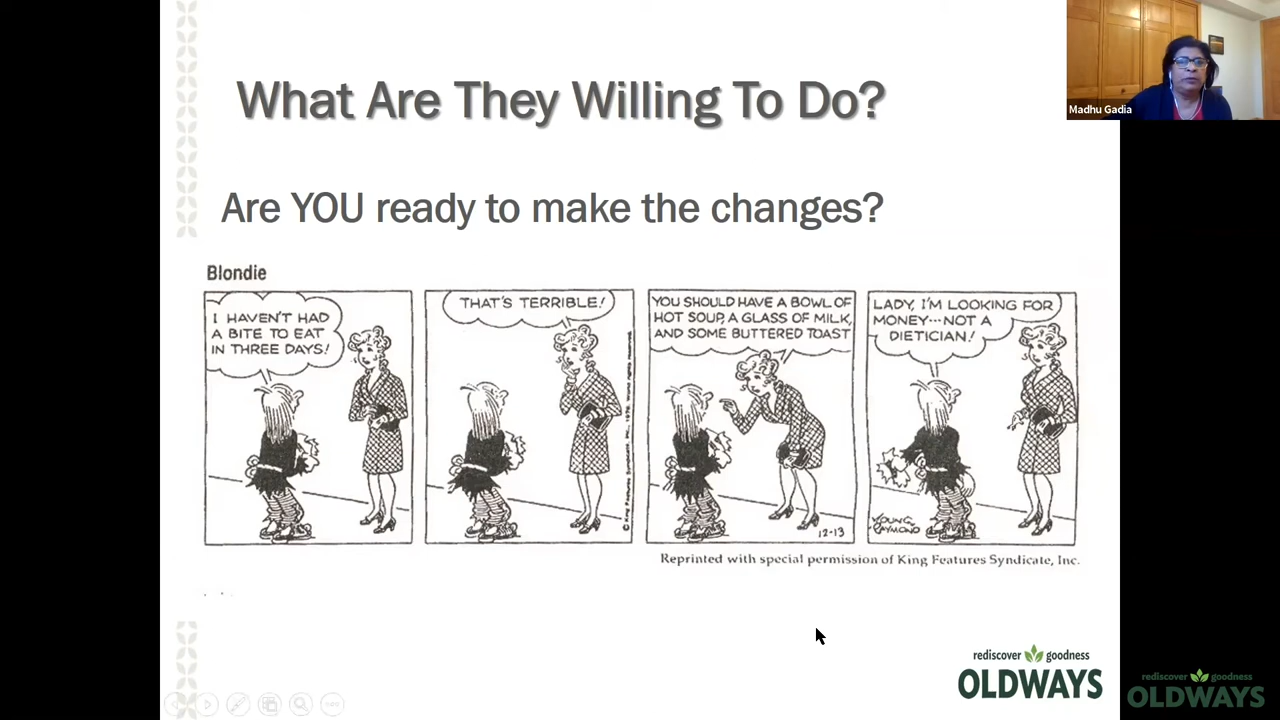 What Are They Willing To Do?
Madhu Gadia
Are YOU ready to make the changes?
Blondie
I HAVEN'T HAD
A BITE TO EAT
IN THREE DAYS!
THAT'S TERRIBLE!
YOU SHOULD HAVE A BOWL OF
HOT SOUP, A GLASS OF MILK,
AND SOME BUTTERED TOAST
12-13
LADY, I'M LOOKING FOR
MONEY...NOT A
DIETICIAN!
YOUNG
RAYMOND
Reprinted with special permission of King Features Syndicate, Inc.
rediscover goodness
OLDWAYS
rediscover goodness
OLDWAYS